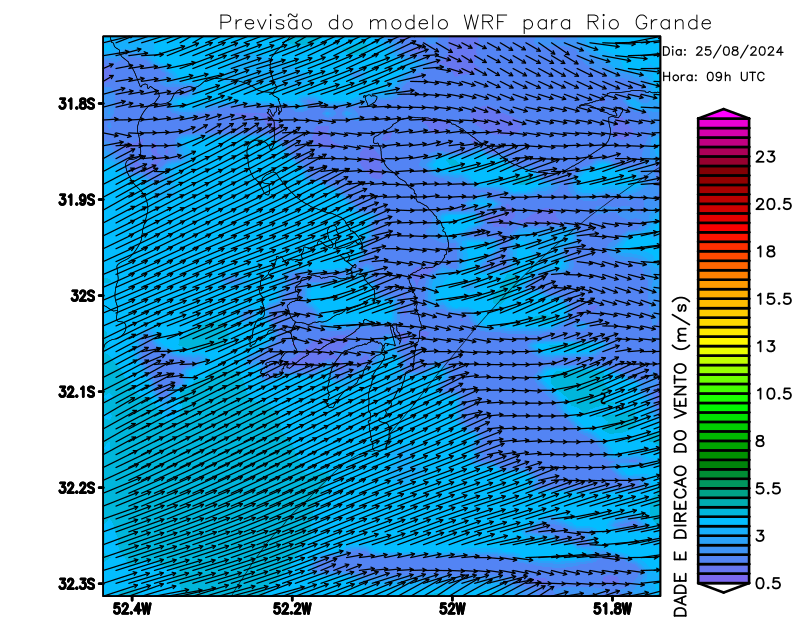 Previsão do modelo WRF para Rio Grande
Dia: 25/08/2024
Hora: 09h UTC
31.8S
31.9S
32S
32.1S
32.2S
32.3S
52.4W
52.2W
52W
51.8W
DADE E DIRECAO DO VENTO (m/s)
23
20.5
18
15.5
13
10.5
8
5.5
3
0.5